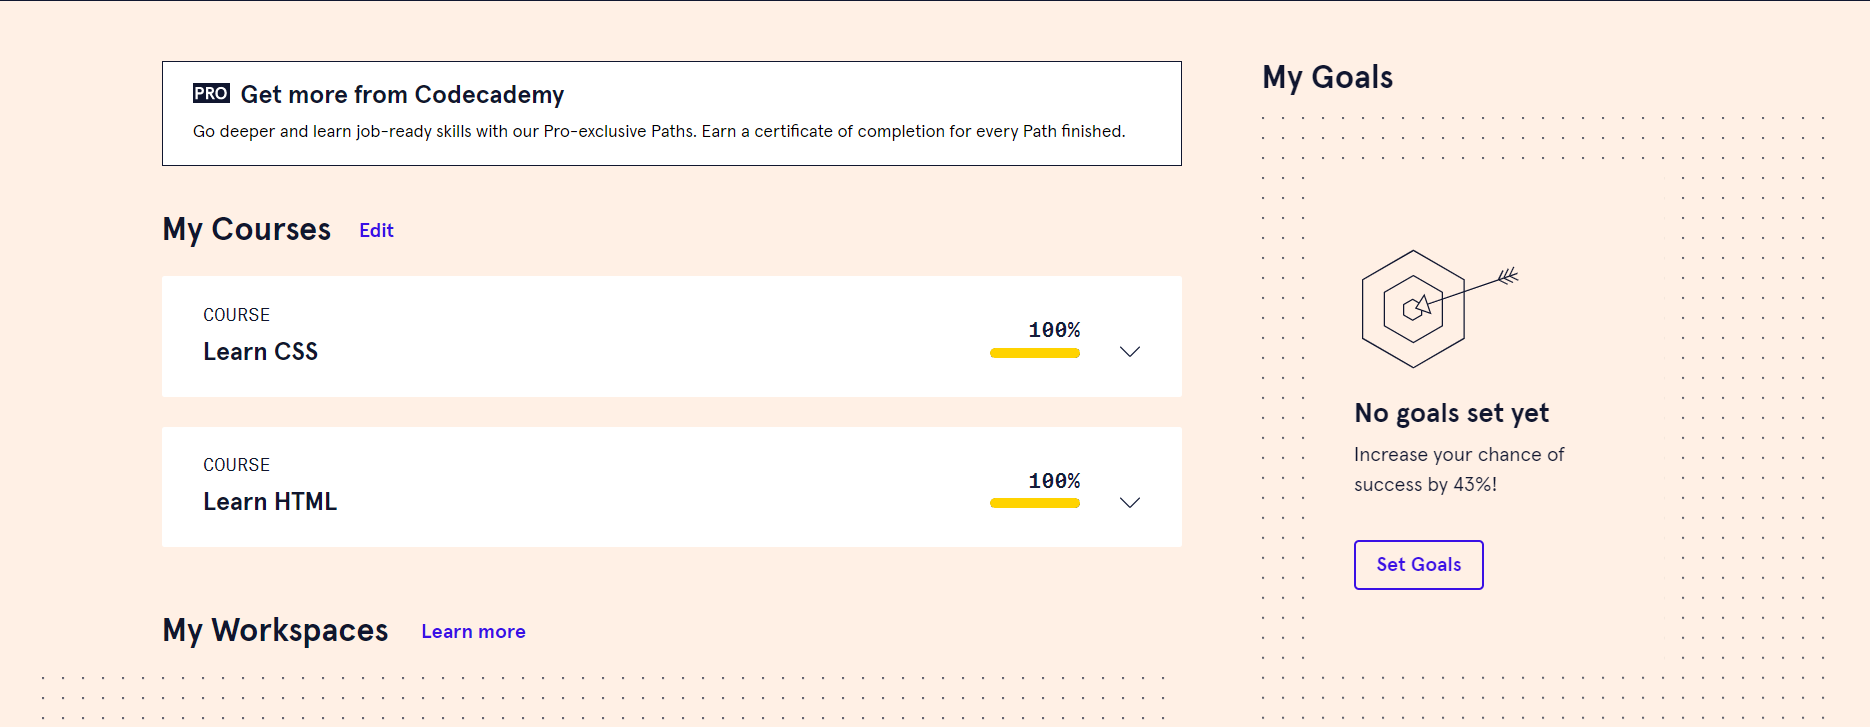 PRO Get more from Codecademy
Go deeper and learn job-ready skills with our Pro-exclusive Paths. Earn a certificate of completion for every Path finished.
My Courses Edit
COURSE
Learn CSS
100%
COURSE
Learn HTML
100%
My Workspaces Learn more
My Goals
No goals set yet
Increase your chance of
success by 43%!
Set Goals